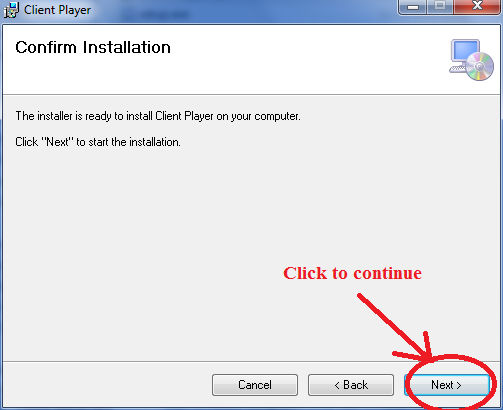 Client Player
Confirm Installation
The installer is ready to install Client Player on your computer.
Click "Next" to start the installation.
Click to continue
Cancel
< Back
Next >